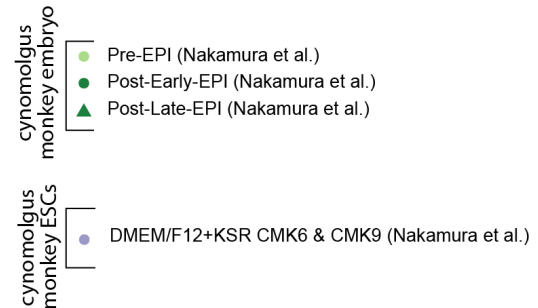 cynomolgus
monkey embryo
Pre-EPI (Nakamura et al.)
Post-Early-EPI (Nakamura et al.)
Post-Late-EPI (Nakamura et al.)
cynomolgus
monkey ESCs
DMEM/F12+KSR CMK6 & CMK9 (Nakamura et al.)